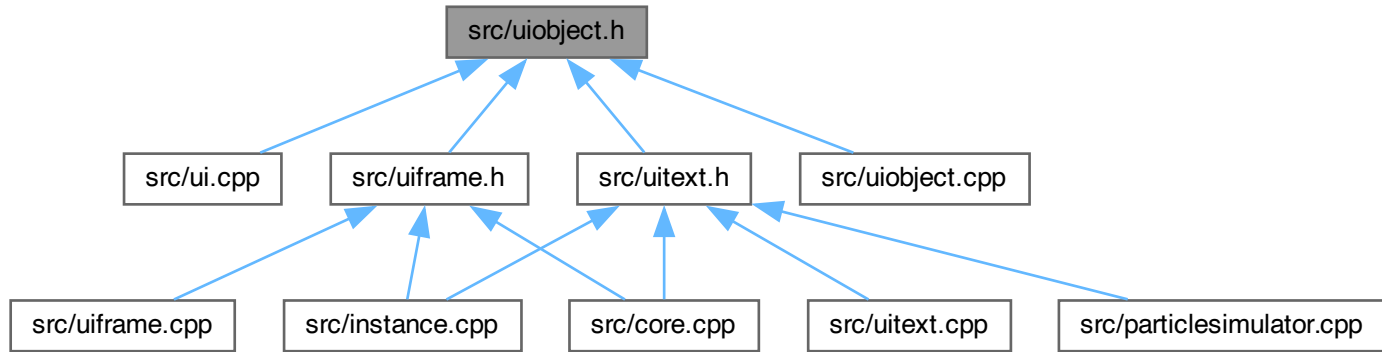 src/uiobject.h
src/ui.cpp
src/uiframe.h
src/uitext.h
src/uiobject.cpp
src/uiframe.cpp
src/instance.cpp
src/core.cpp
src/uitext.cpp
src/particlesimulator.cpp